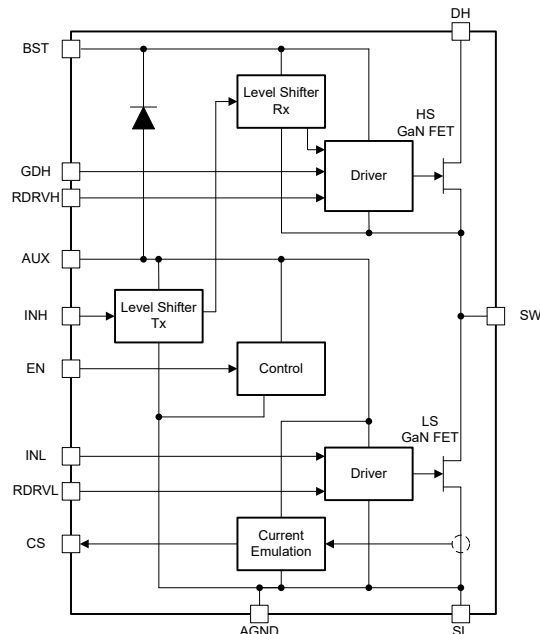 DH
BST
Level Shifter
Rx
HS
GaN FET
GDH
Driver
RDRVH
AUX
Level Shifter
Tx
INH
SW
EN
Control
LS
GaN FET
INL
Driver
RDRVL
Current
Emulation
CS
AGND
SL